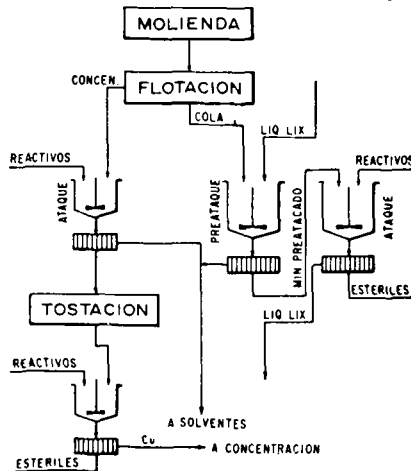 MOLIENDA
CONCEN.
FLOTACION
COLA
LIQ LIX
REACTIVOS
REACTIVOS
ATAQUE
PREATAQUE
MIN PREATACADO
ATAQUE
ESTERILES
LIQ LIX
TOSTACION
REACTIVOS
A SOLVENTES
Cu
A CONCENTRACION
ESTERILES